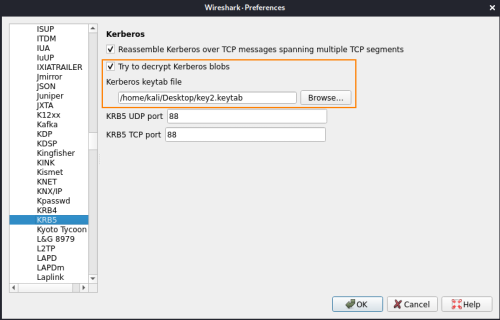 Wireshark · Preferences
ISUP
ITDM
IUA
IuUP
IXIATRAILER
Jmirror
JSON
Juniper
JXTA
K12xx
Kafka
KDP
KDSP
Kingfisher
KINK
Kismet
KNET
KNX/IP
Kpasswd
KRB4
KRB5
Kyoto Tycoon
L&G 8979
L2TP
LAPD
LAPDm
Laplink
Kerberos
Reassemble Kerberos over TCP messages spanning multiple TCP segments
Try to decrypt Kerberos blobs
Kerberos keytab file
/home/kali/Desktop/key2.keytab
Browse...
KRB5 UDP port 88
KRB5 TCP port 88
OK
Cancel
Help